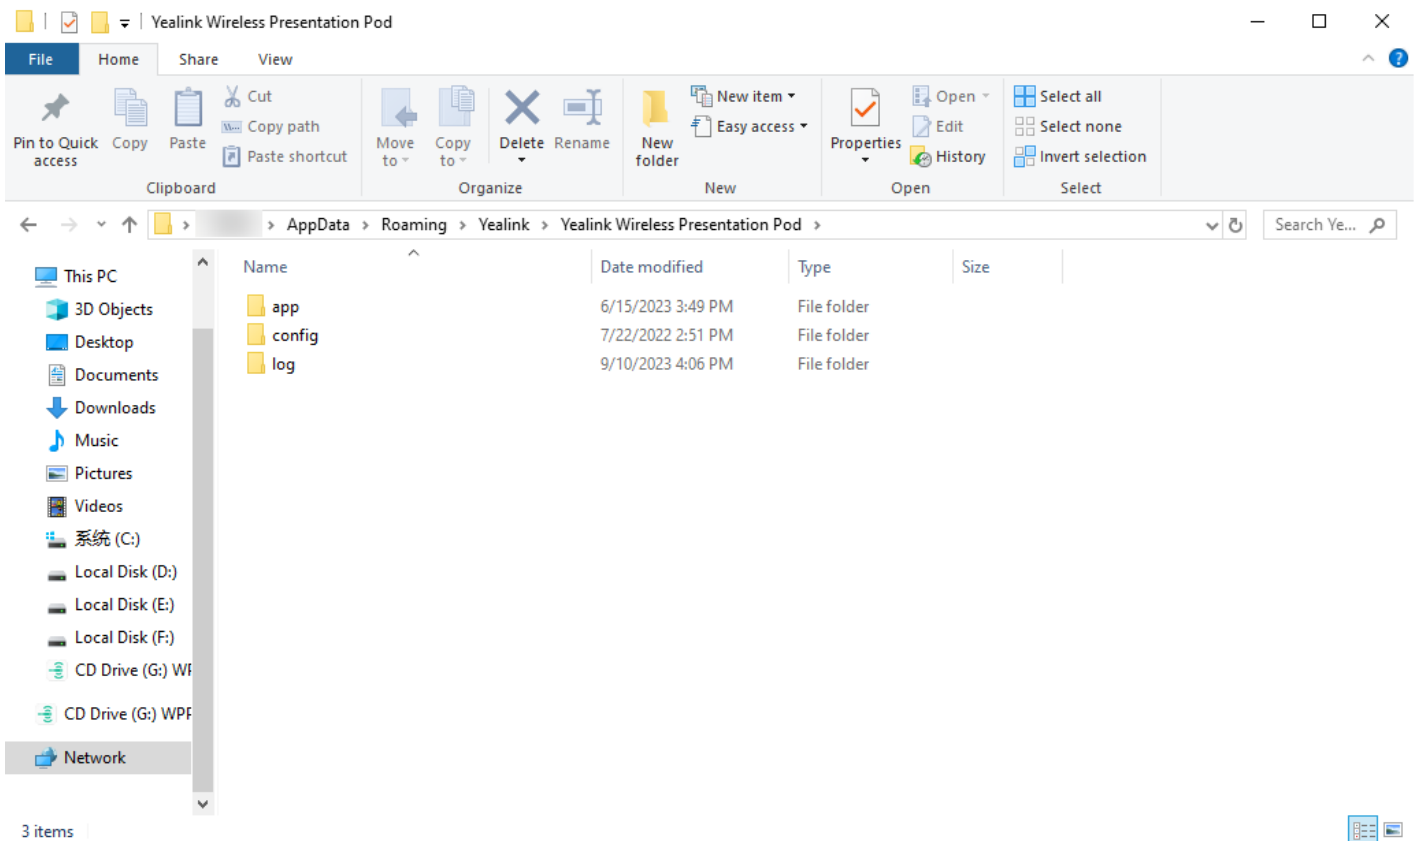 Yealink Wireless Presentation Pod
File Home Share View
Pin to Quick access
Copy
Paste
Cut
Copy path
Paste shortcut
Clipboard
Move to
Copy to
Delete
Rename
Organize
New folder
New item
Easy access
New
Properties
Open
Edit
History
Open
Select all
Select none
Invert selection
Select
AppData > Roaming > Yealink > Yealink Wireless Presentation Pod >
Search Ye...
Name Date modified Type Size
app 6/15/2023 3:49 PM File folder
config 7/22/2022 2:51 PM File folder
log 9/10/2023 4:06 PM File folder
This PC
3D Objects
Desktop
Documents
Downloads
Music
Pictures
Videos
系统 (C:)
Local Disk (D:)
Local Disk (E:)
Local Disk (F:)
CD Drive (G:) WP
CD Drive (G:) WPP
Network
3 items